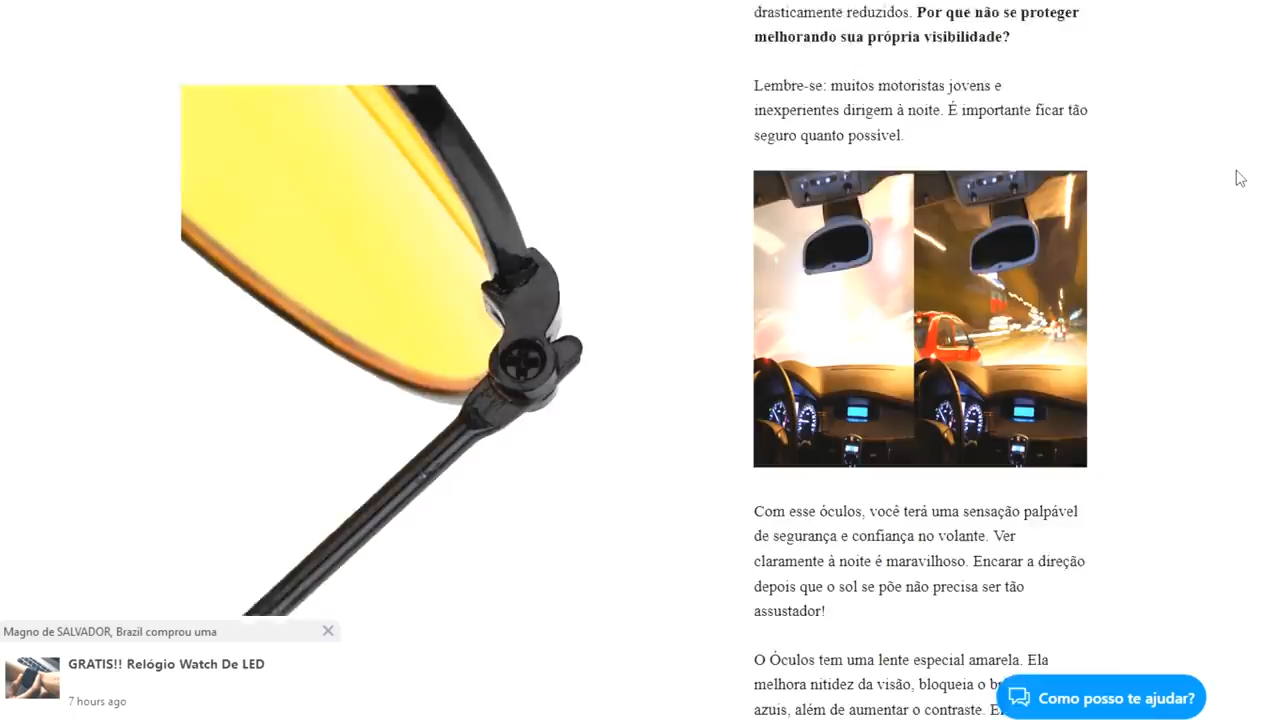 drasticamente reduzidos. Por que não se proteger
melhorando sua própria visibilidade?
Lembre-se: muitos motoristas jovens e
inexperientes dirigem à noite. É importante ficar tão
seguro quanto possível.
Com esse óculos, você terá uma sensação palpável
de segurança e confiança no volante. Ver
claramente à noite é maravilhoso. Encarar a direção
depois que o sol se põe não precisa ser tão
assustador!
O Óculos tem uma lente especial amarela. Ela
melhora nitidez da visão, bloqueia o
azuis, além de aumentar o contraste.
Magno de SALVADOR, Brazil comprou uma
GRATIS!! Relógio Watch De LED
7 hours ago
Como posso te ajudar?